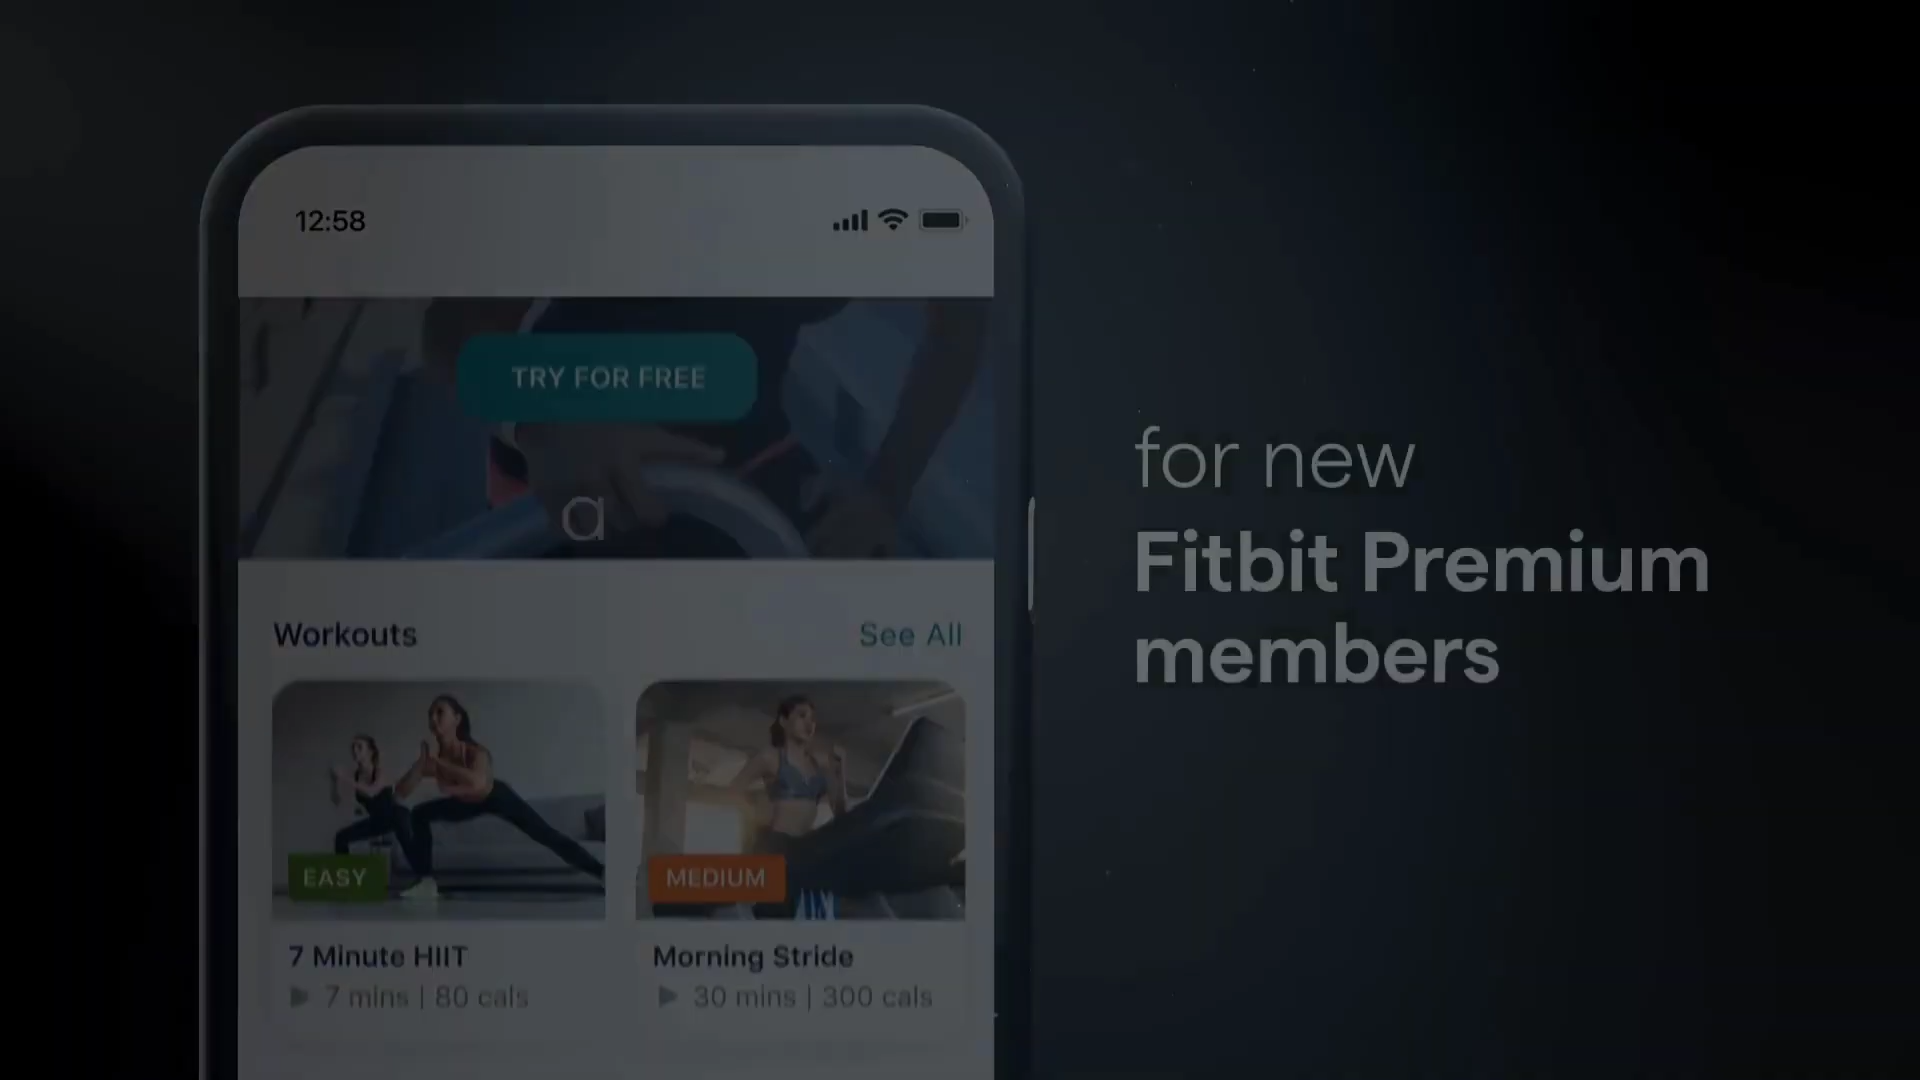 12:58
TRY FOR FREE
a
for new
Fitbit Premium
members
Workouts
See All
EASY
MEDIUM
7 Minute HIIT
7 mins | 80 cals
Morning Stride
30 mins | 300 cals